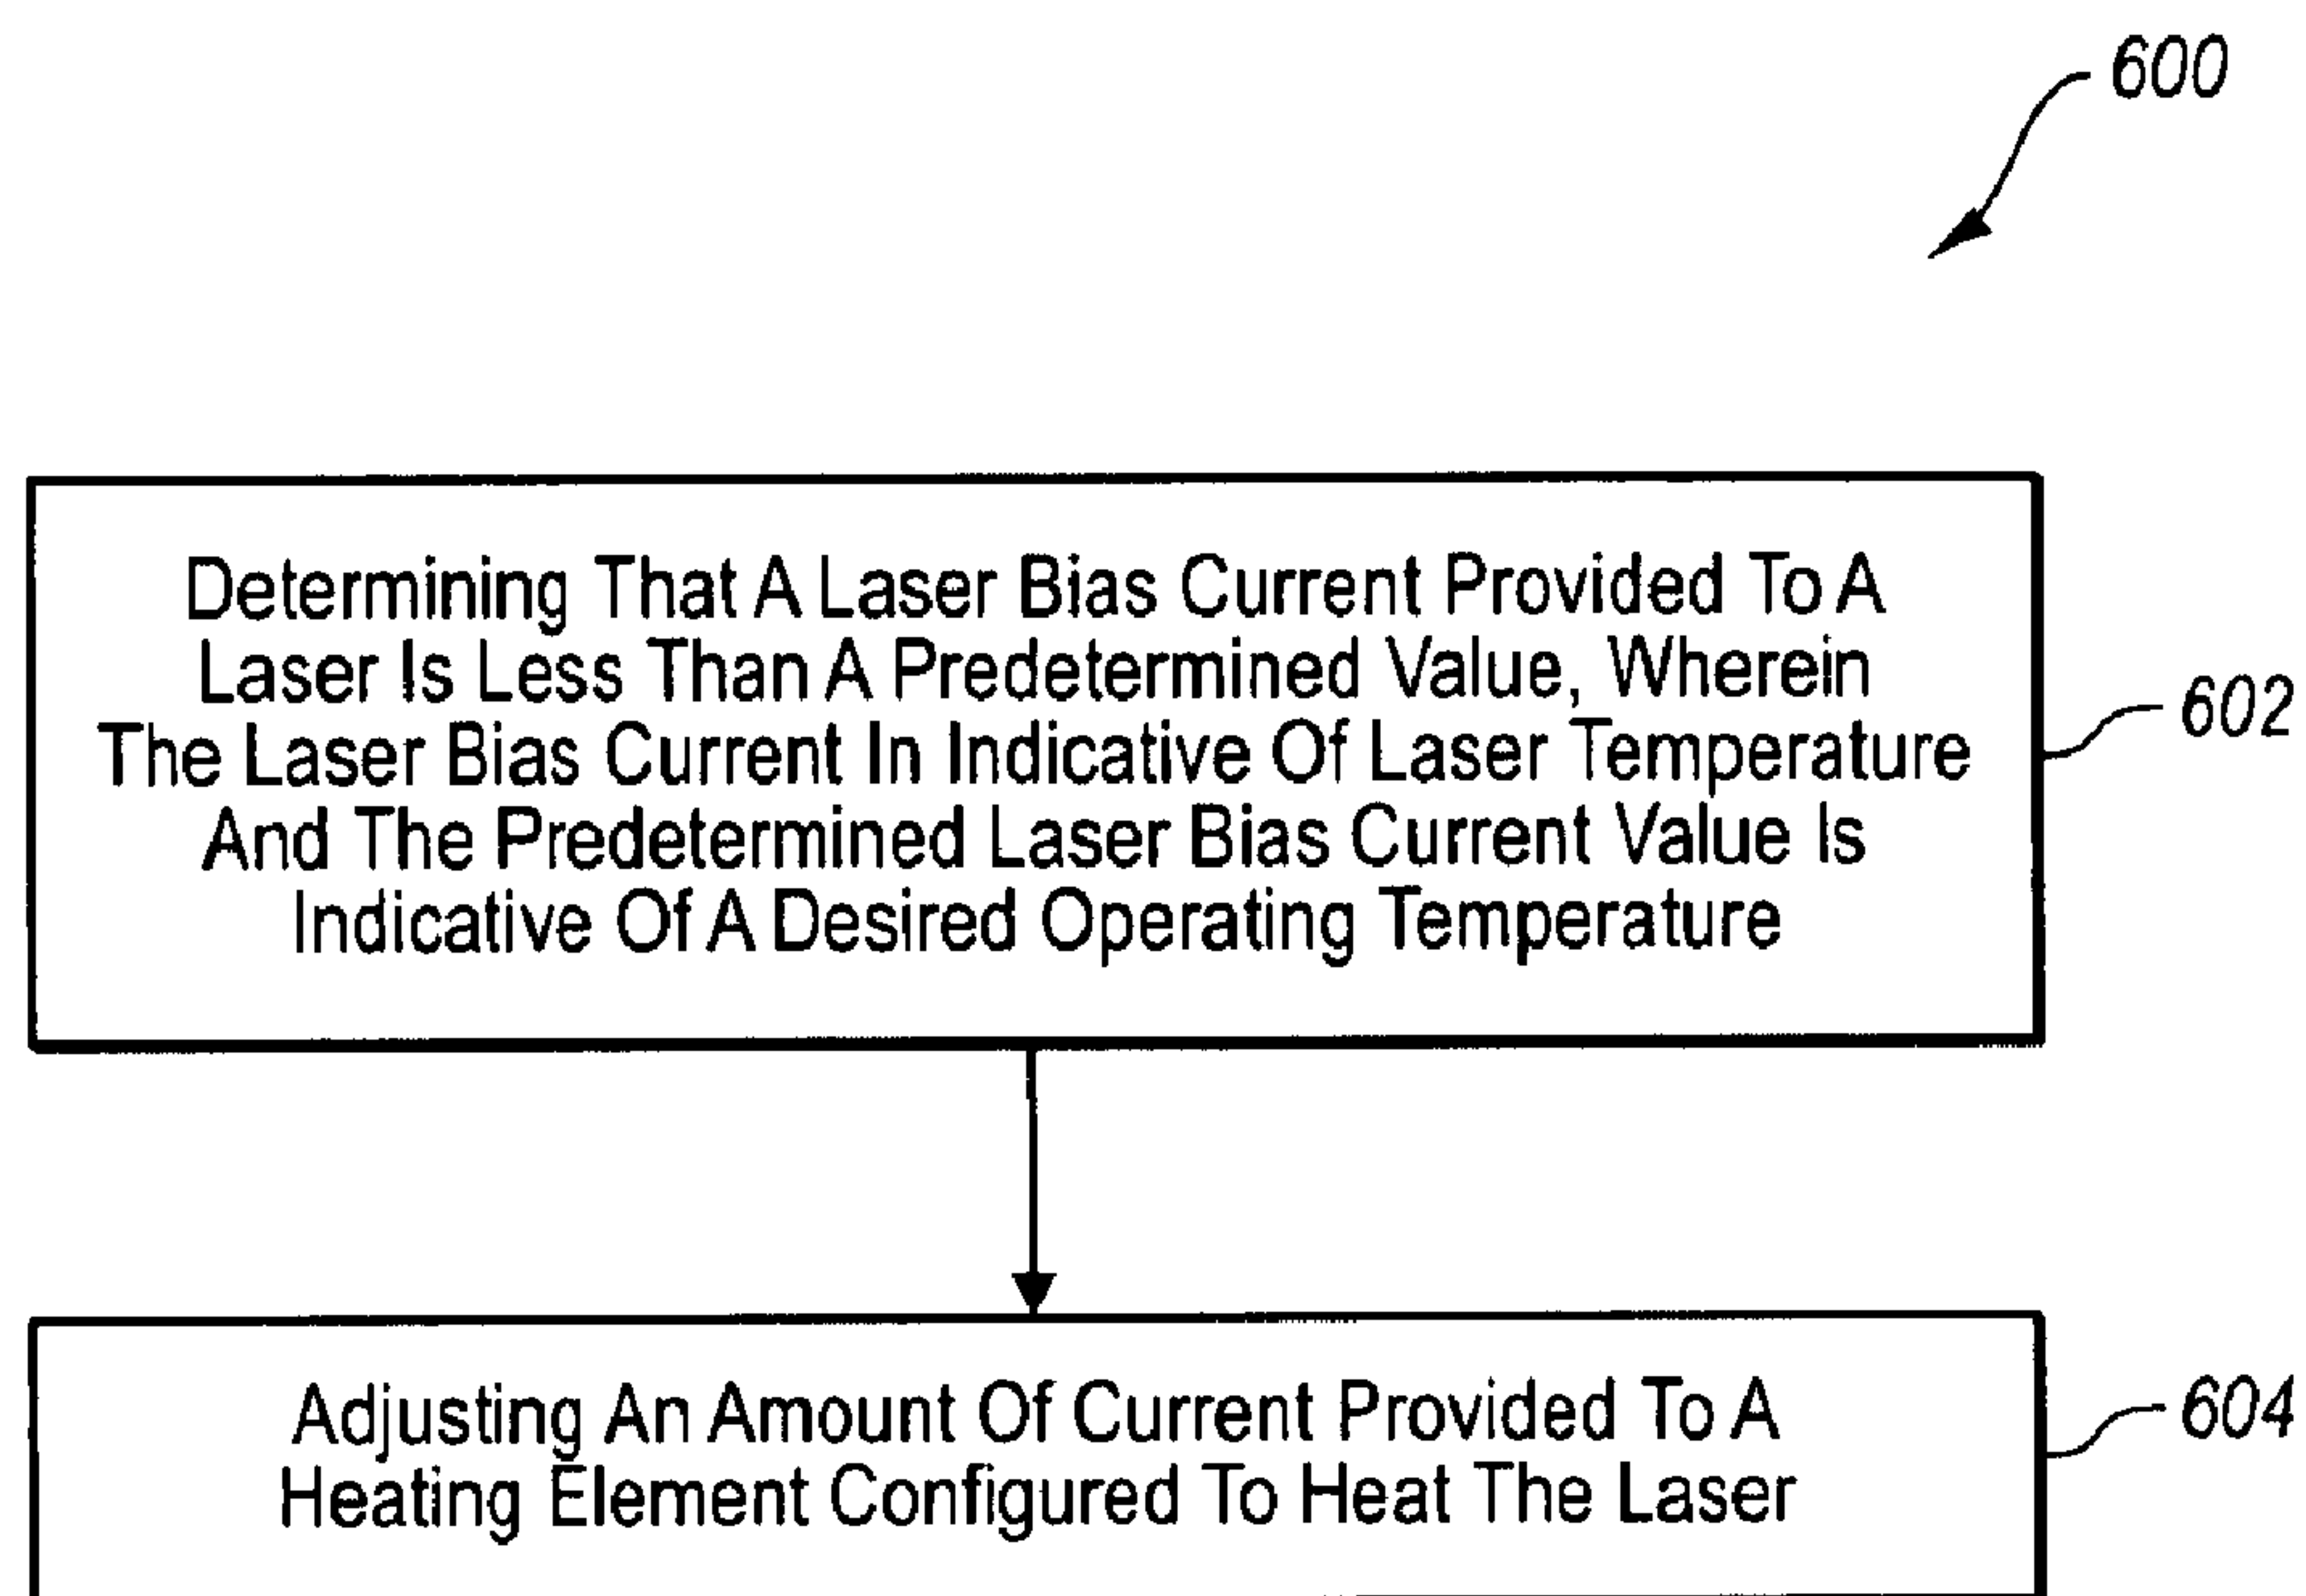 600
Determining That A Laser Bias Current Provided To A
Laser Is Less Than A Predetermined Value, Wherein
The Laser Bias Current In Indicative Of Laser Temperature
And The Predetermined Laser Bias Current Value Is
Indicative Of A Desired Operating Temperature
602
Adjusting An Amount Of Current Provided To A
Heating Element Configured To Heat The Laser
604